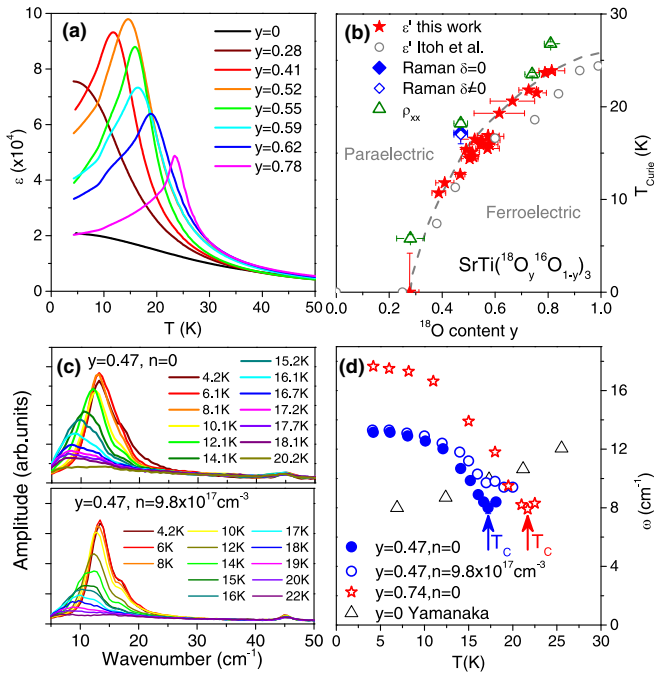 (a)
ε (x10⁴)
10
8
6
4
2
0
0 10 20 30 40 50
T (K)
y=0
y=0.28
y=0.41
y=0.52
y=0.55
y=0.59
y=0.62
y=0.78
(b)
ε' this work
ε' Itoh et al.
Raman δ=0
Raman δ≠0
ρxx
Paraelectric
Ferroelectric
SrTi(¹⁸Oy¹⁶O1-y)3
30
20
10
0
T_Curie (K)
0.0 0.2 0.4 0.6 0.8 1.0
¹⁸O content y
(c)
y=0.47, n=0
4.2K
6.1K
8.1K
10.1K
12.1K
14.1K
15.2K
16.1K
16.7K
17.2K
17.7K
18.1K
20.2K
Amplitude (arb.units)
y=0.47, n=9.8x10¹⁷cm⁻³
4.2K
6K
8K
10K
12K
14K
15K
16K
17K
18K
19K
20K
22K
10 20 30 40 50
Wavenumber (cm⁻¹)
(d)
16
12
8
4
0
ω (cm⁻¹)
T_C
T_C
y=0.47,n=0
y=0.47,n=9.8x10¹⁷cm⁻³
y=0.74,n=0
y=0 Yamanaka
0 5 10 15 20 25 30
T(K)